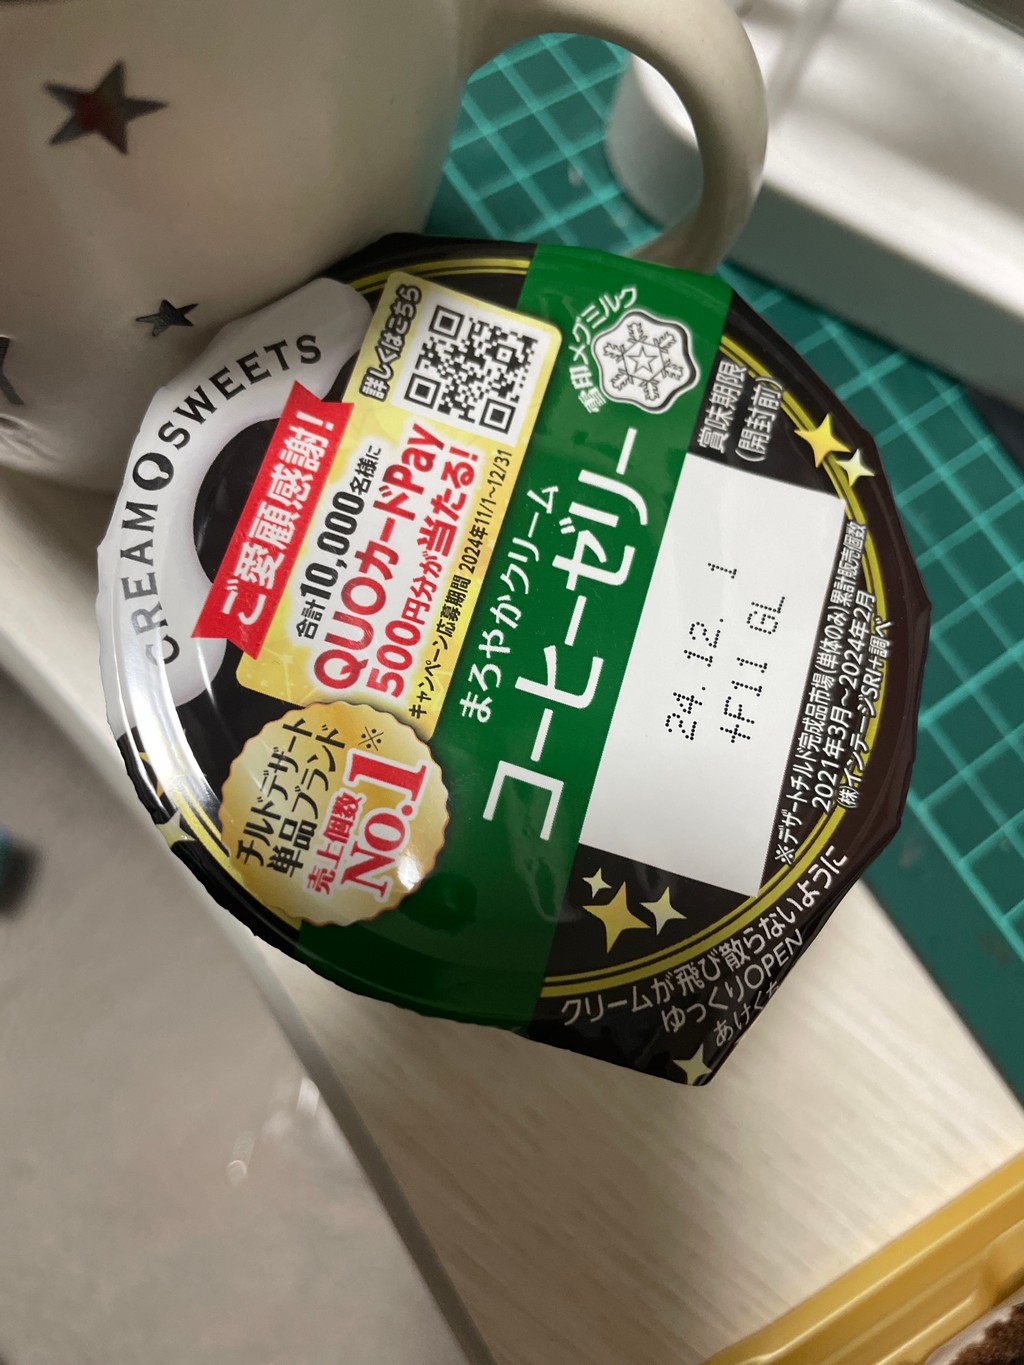 CREAMO SWEETS
ご愛顧感謝!
合計10,000名様に
QUOカードPay
500円分が当たる!
キャンペーン応募期間 2024年11/1~12/31
詳しくはこちら
チルドデザート
単品ブランド※
売上個数
No.1
雪印メグミルク
まろやかクリーム
コーヒーゼリー
賞味期限
(開封前)
24.12. 1
+F11 GL
※デザートチルド完成品市場(単体のみ)累計販売個数
2021年3月~2024年2月
(株)インテージSRI+調べ
クリームが飛び散らないように
ゆっくりOPEN
あけくち